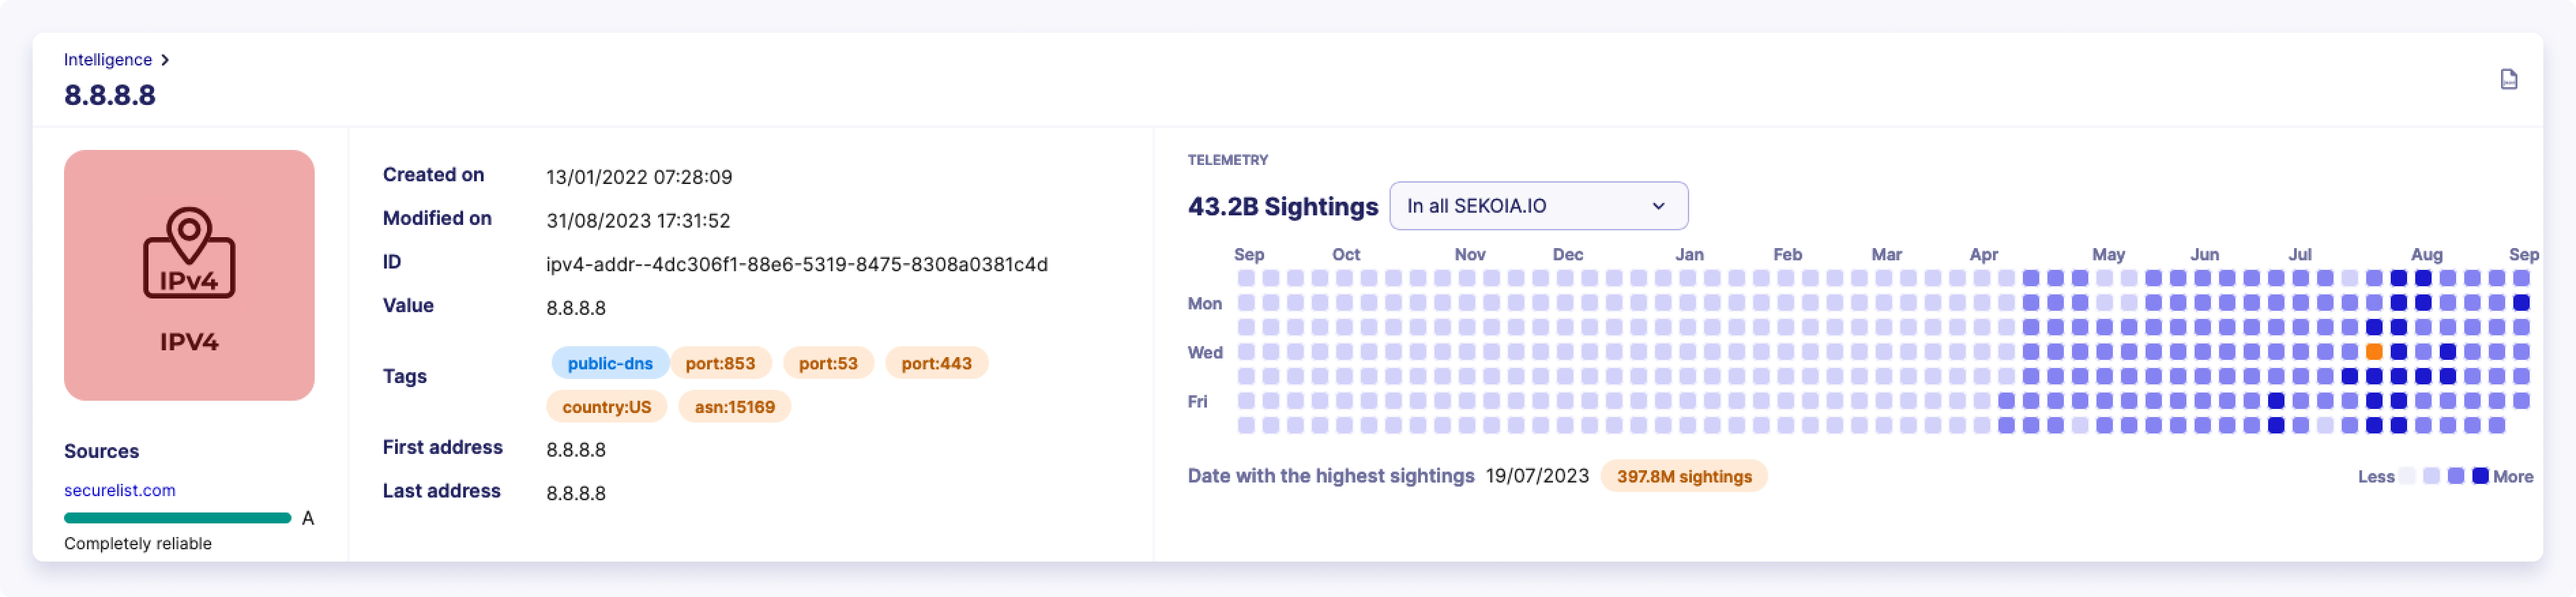 Intelligence
8.8.8.8
IPv4
IPV4
Sources
securelist.com
A
Completely reliable
Created on 13/01/2022 07:28:09
Modified on 31/08/2023 17:31:52
ID ipv4-addr--4dc306f1-88e6-5319-8475-8308a0381c4d
Value 8.8.8.8
Tags public-dns port:853 port:53 port:443
country:US asn:15169
First address 8.8.8.8
Last address 8.8.8.8
TELEMETRY
43.2B Sightings In all SEKOIA.IO
Sep Oct Nov Dec Jan Feb Mar Apr May Jun Jul Aug Sep
Mon
Wed
Fri
Date with the highest sightings 19/07/2023 397.8M sightings
Less More